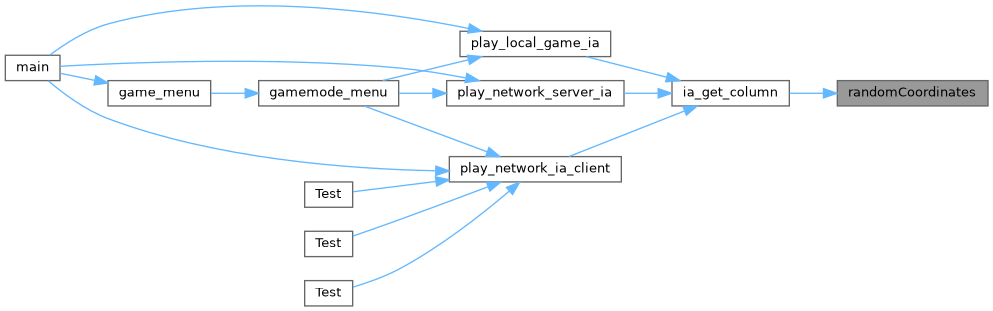 main
game_menu
gamemode_menu
play_local_game_ia
play_network_server_ia
ia_get_column
randomCoordinates
play_network_ia_client
Test
Test
Test